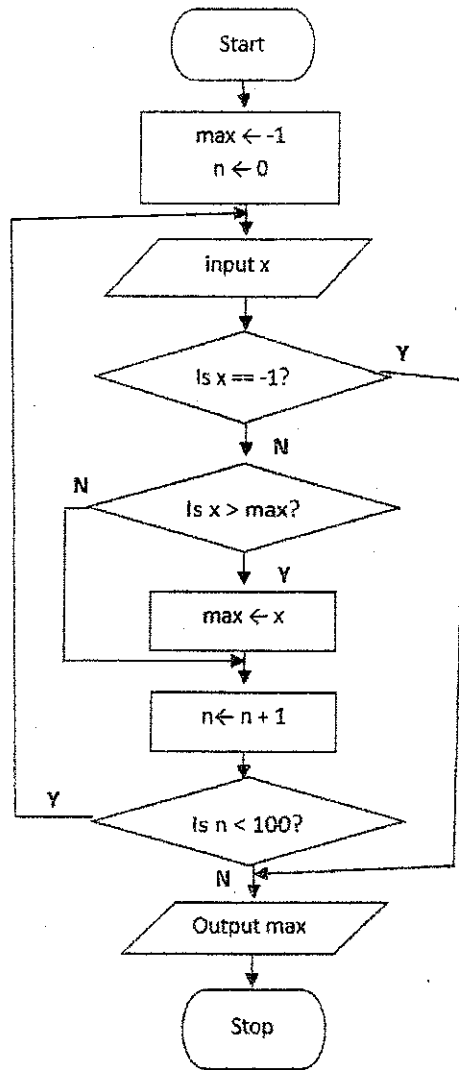 Start
max ← -1
n ← 0
input x
Is x == -1?
Y
N
Is x > max?
N
Y
max ← x
n← n + 1
Is n < 100?
Y
N
Output max
Stop